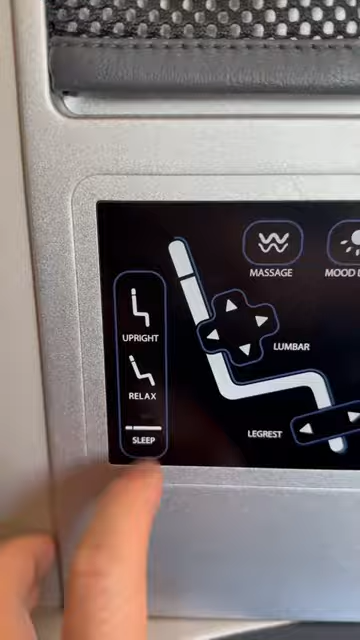 MASSAGE
MOOD
UPRIGHT
LUMBAR
RELAX
LEGREST
SLEEP